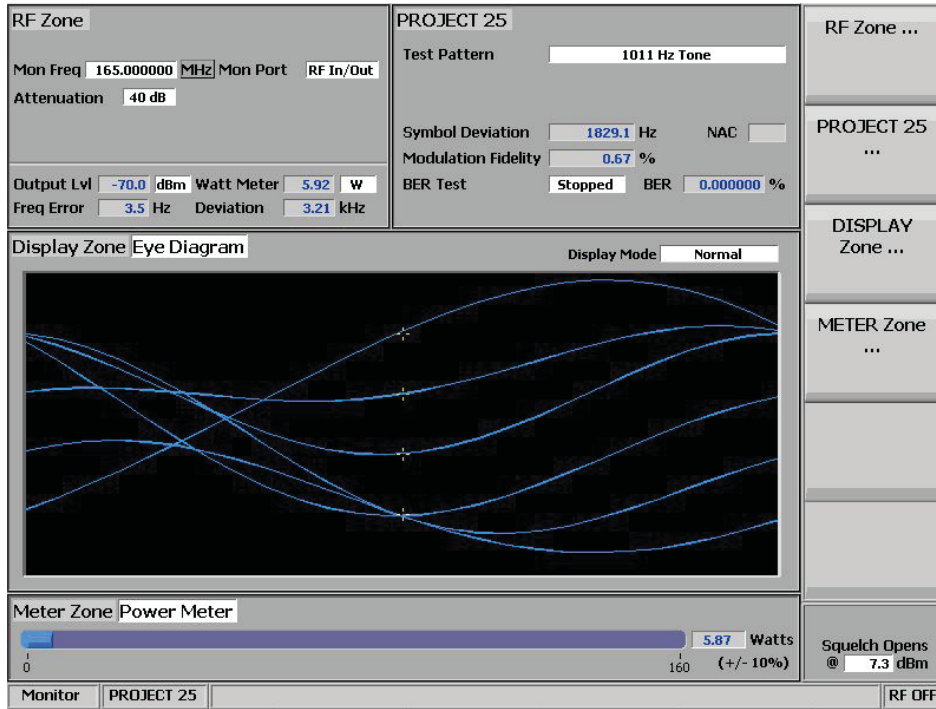 RF Zone
Mon Freq 165.000000 MHz Mon Port RF In/Out
Attenuation 40 dB
Output Lvl -70.0 dBm Watt Meter 5.92 W
Freq Error 3.5 Hz Deviation 3.21 kHz
PROJECT 25
Test Pattern 1011 Hz Tone
Symbol Deviation 1829.1 Hz NAC
Modulation Fidelity 0.67 %
BER Test Stopped BER 0.000000 %
Display Zone Eye Diagram
Display Mode Normal
Meter Zone Power Meter
5.87 Watts
0 160 (+/- 10%)
RF Zone ...
PROJECT 25
...
DISPLAY
Zone ...
METER Zone
...
Squelch Opens
@ 7.3 dBm
Monitor PROJECT 25 RF OFF